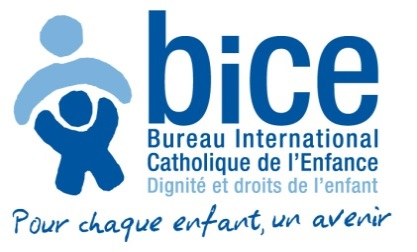 bice
Bureau International
Catholique de l'Enfance
Dignité et droits de l'enfant
Pour chaque enfant, un avenir